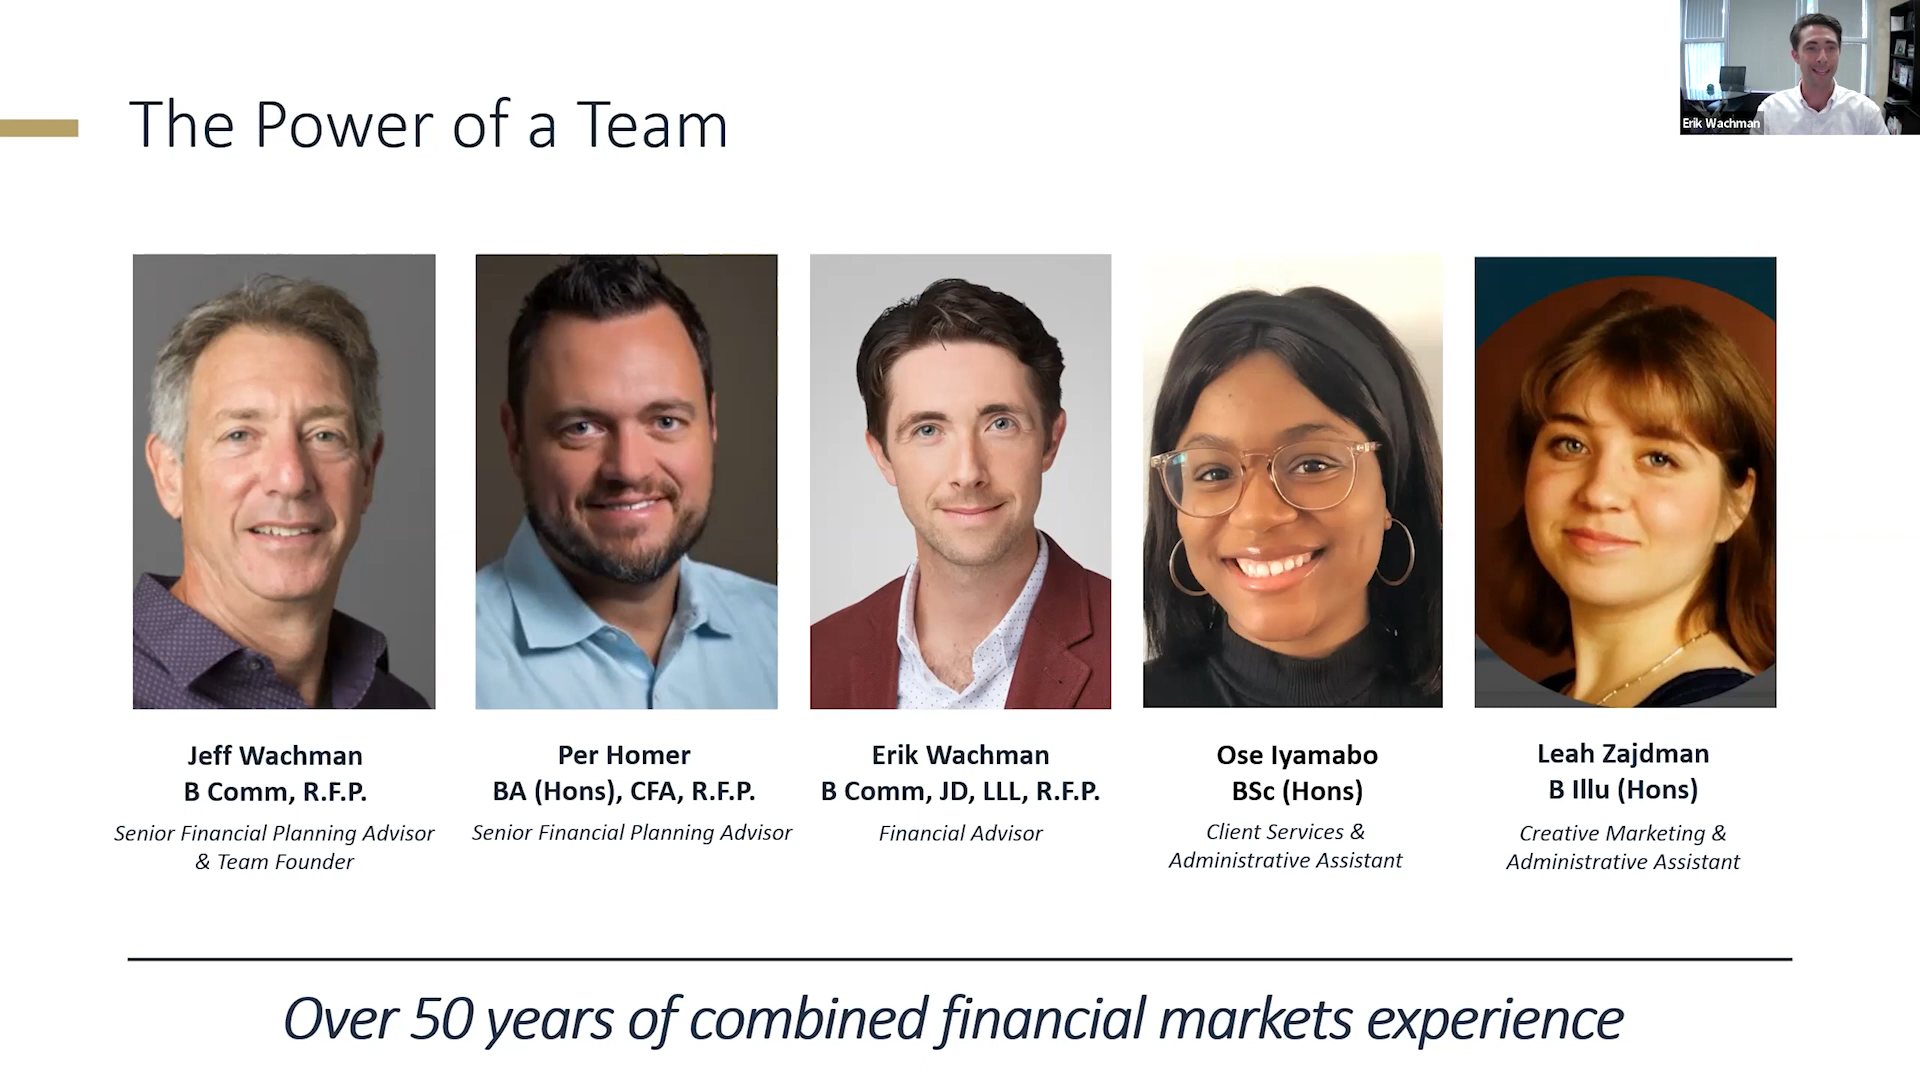 Erik Wachman
The Power of a Team
Jeff Wachman
B Comm, R.F.P.
Senior Financial Planning Advisor
& Team Founder
Per Homer
BA (Hons), CFA, R.F.P.
Senior Financial Planning Advisor
Erik Wachman
B Comm, JD, LLL, R.F.P.
Financial Advisor
Ose Iyamabo
BSc (Hons)
Client Services &
Administrative Assistant
Leah Zajdman
B Illu (Hons)
Creative Marketing &
Administrative Assistant
Over 50 years of combined financial markets experience